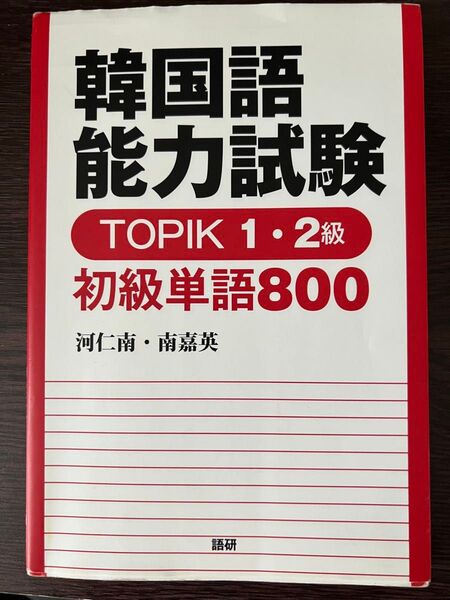 韓国語
能力試験
TOPIK 1・2級
初級単語800
河仁南・南嘉英
語研